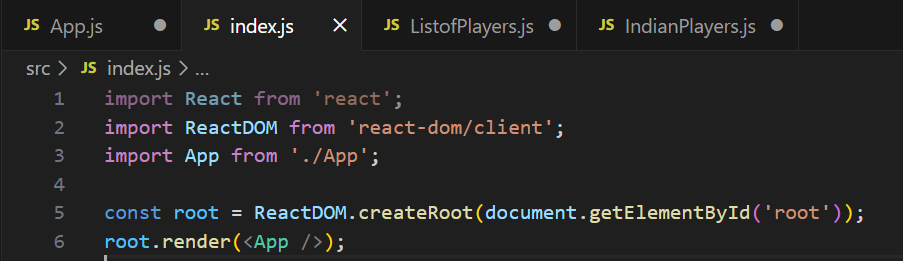 JS App.js ● JS index.js × JS ListofPlayers.js ● JS IndianPlayers.js ●
src > JS index.js > ...
1 import React from 'react';
2 import ReactDOM from 'react-dom/client';
3 import App from './App';
4
5 const root = ReactDOM.createRoot(document.getElementById('root'));
6 root.render(<App />);